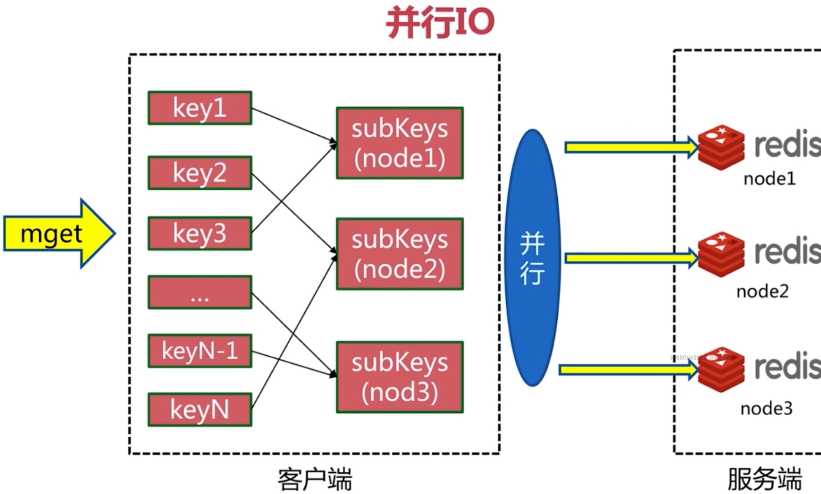 并行IO
mget
key1
key2
key3
...
keyN-1
keyN
subKeys
(node1)
subKeys
(node2)
subKeys
(nod3)
并
行
redis
node1
redis
node2
redis
node3
客户端
服务端